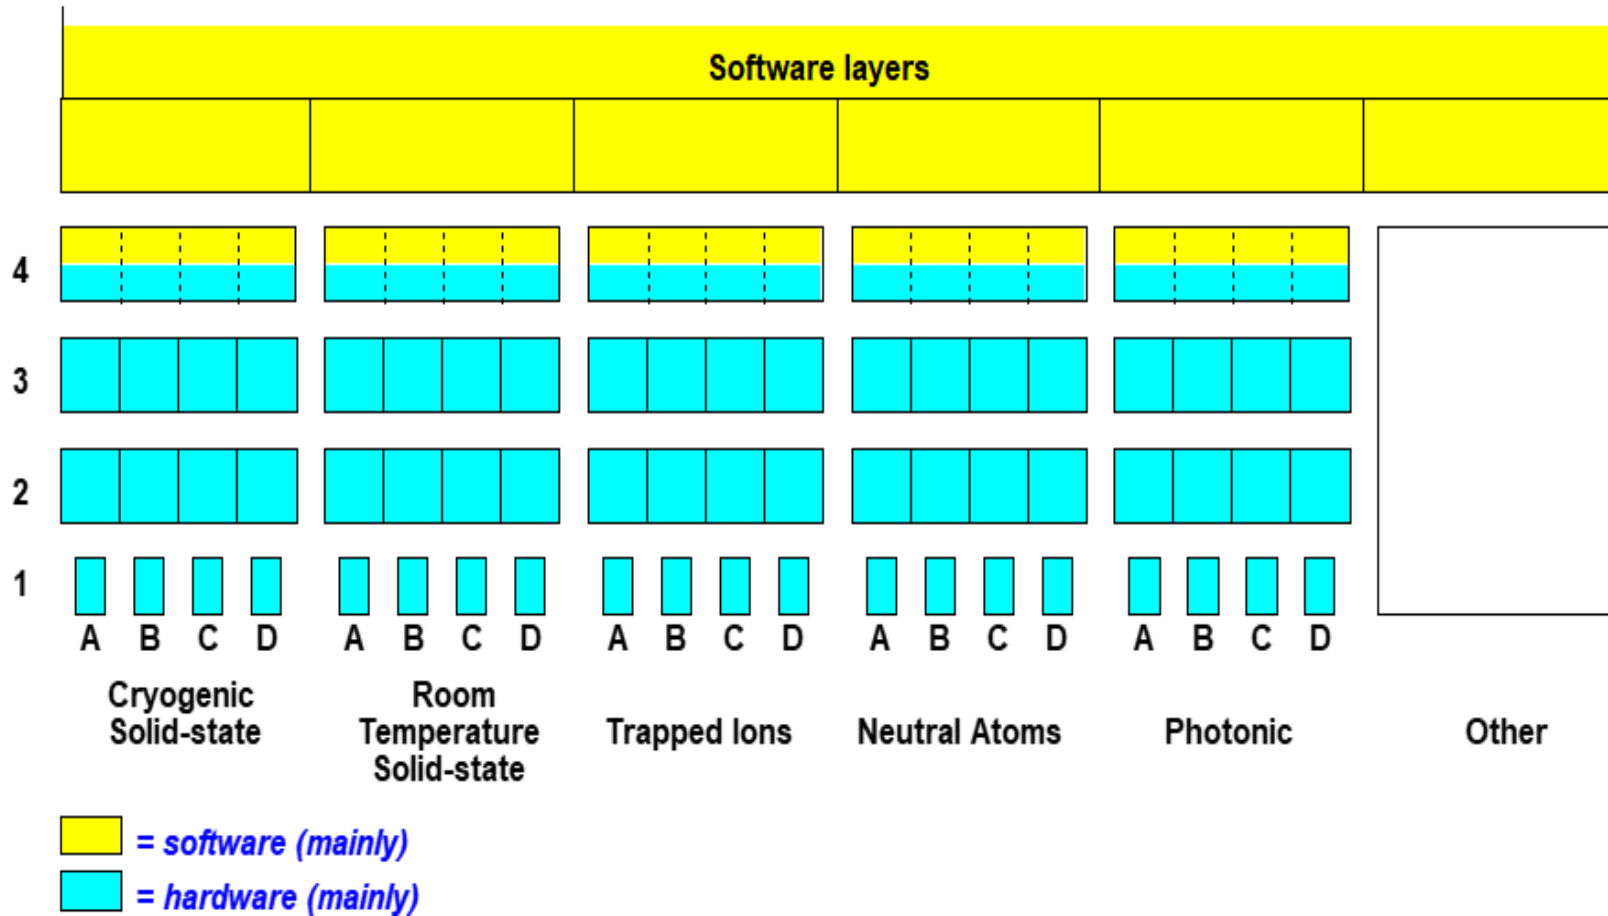 Software layers
4
3
2
1
A B C D A B C D A B C D A B C D A B C D
Cryogenic
Solid-state
Room
Temperature
Solid-state
Trapped Ions
Neutral Atoms
Photonic
Other
= software (mainly)
= hardware (mainly)